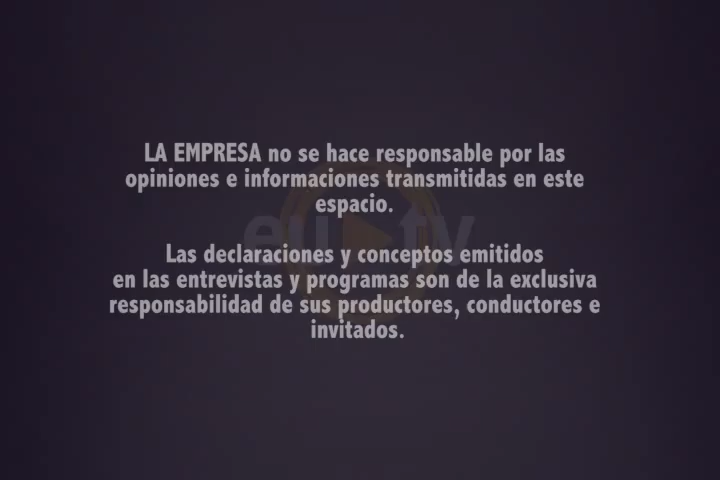 LA EMPRESA no se hace responsable por las
opiniones e informaciones transmitidas en este
espacio.
Las declaraciones y conceptos emitidos
en las entrevistas y programas son de la exclusiva
responsabilidad de sus productores, conductores e
invitados.